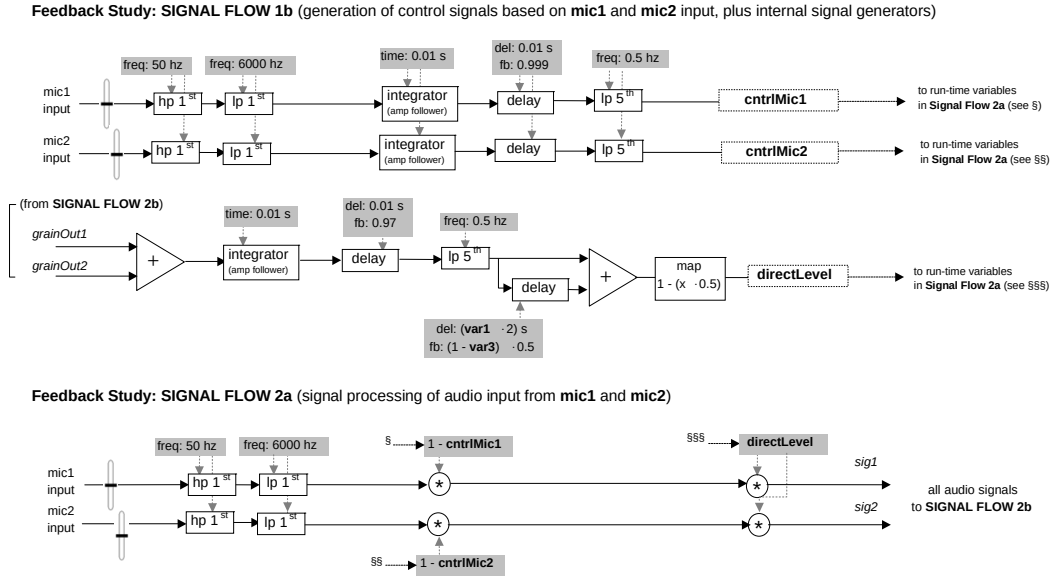 Feedback Study: SIGNAL FLOW 1b (generation of control signals based on mic1 and mic2 input, plus internal signal generators)
freq: 50 hz
freq: 6000 hz
time: 0.01 s
del: 0.01 s
fb: 0.999
freq: 0.5 hz
mic1
input
hp 1st
lp 1st
integrator
(amp follower)
delay
lp 5th
cntrlMic1
to run-time variables
in Signal Flow 2a (see §)
mic2
input
hp 1st
lp 1st
integrator
(amp follower)
delay
lp 5th
cntrlMic2
to run-time variables
in Signal Flow 2a (see §§)
(from SIGNAL FLOW 2b)
grainOut1
grainOut2
+
time: 0.01 s
integrator
(amp follower)
del: 0.01 s
fb: 0.97
delay
freq: 0.5 hz
lp 5th
delay
del: (var1 · 2) s
fb: (1 - var3) · 0.5
+
map
1 - (x · 0.5)
directLevel
to run-time variables
in Signal Flow 2a (see §§§)
Feedback Study: SIGNAL FLOW 2a (signal processing of audio input from mic1 and mic2)
freq: 50 hz
freq: 6000 hz
§
1 - cntrlMic1
§§§
directLevel
mic1
input
hp 1st
lp 1st
*
*
sig1
mic2
input
hp 1st
lp 1st
*
*
sig2
all audio signals
to SIGNAL FLOW 2b
§§
1 - cntrlMic2